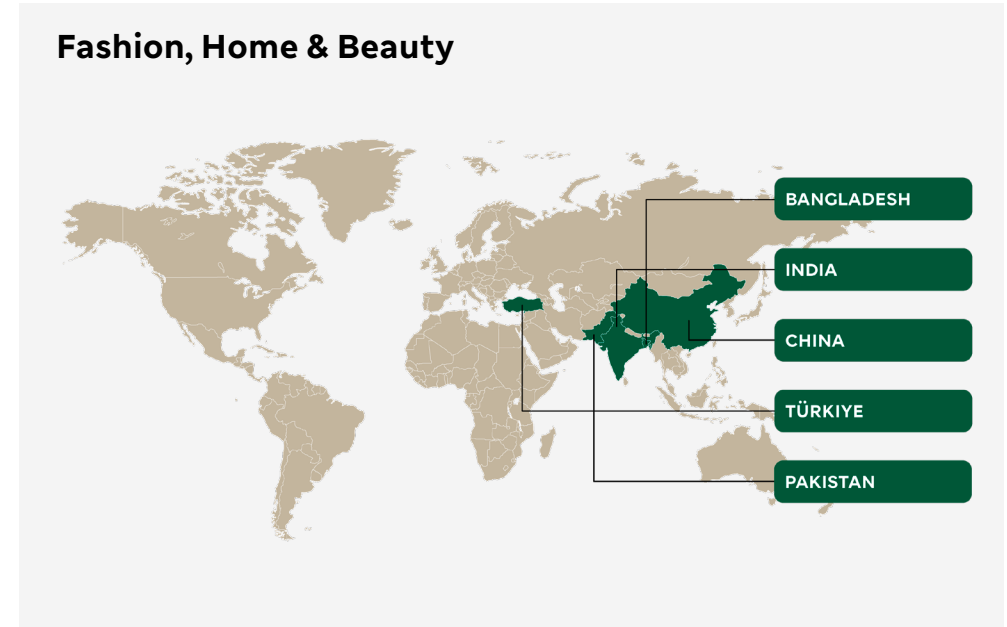 Fashion, Home & Beauty
BANGLADESH
INDIA
CHINA
TÜRKIYE
PAKISTAN